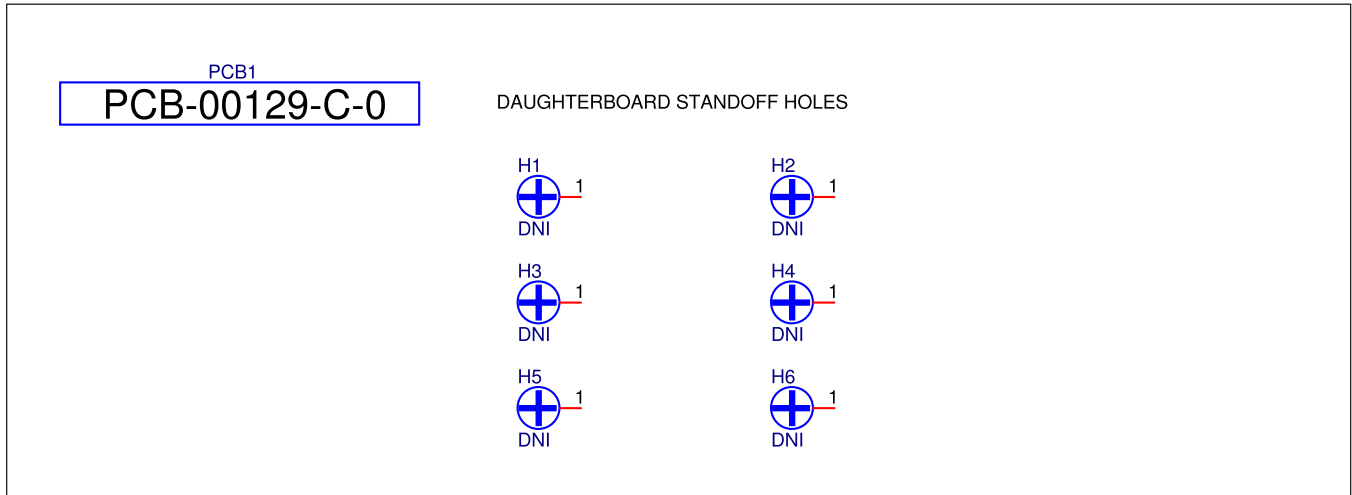 PCB1
PCB-00129-C-0
DAUGHTERBOARD STANDOFF HOLES
H1
1
DNI
H2
1
DNI
H3
1
DNI
H4
1
DNI
H5
1
DNI
H6
1
DNI